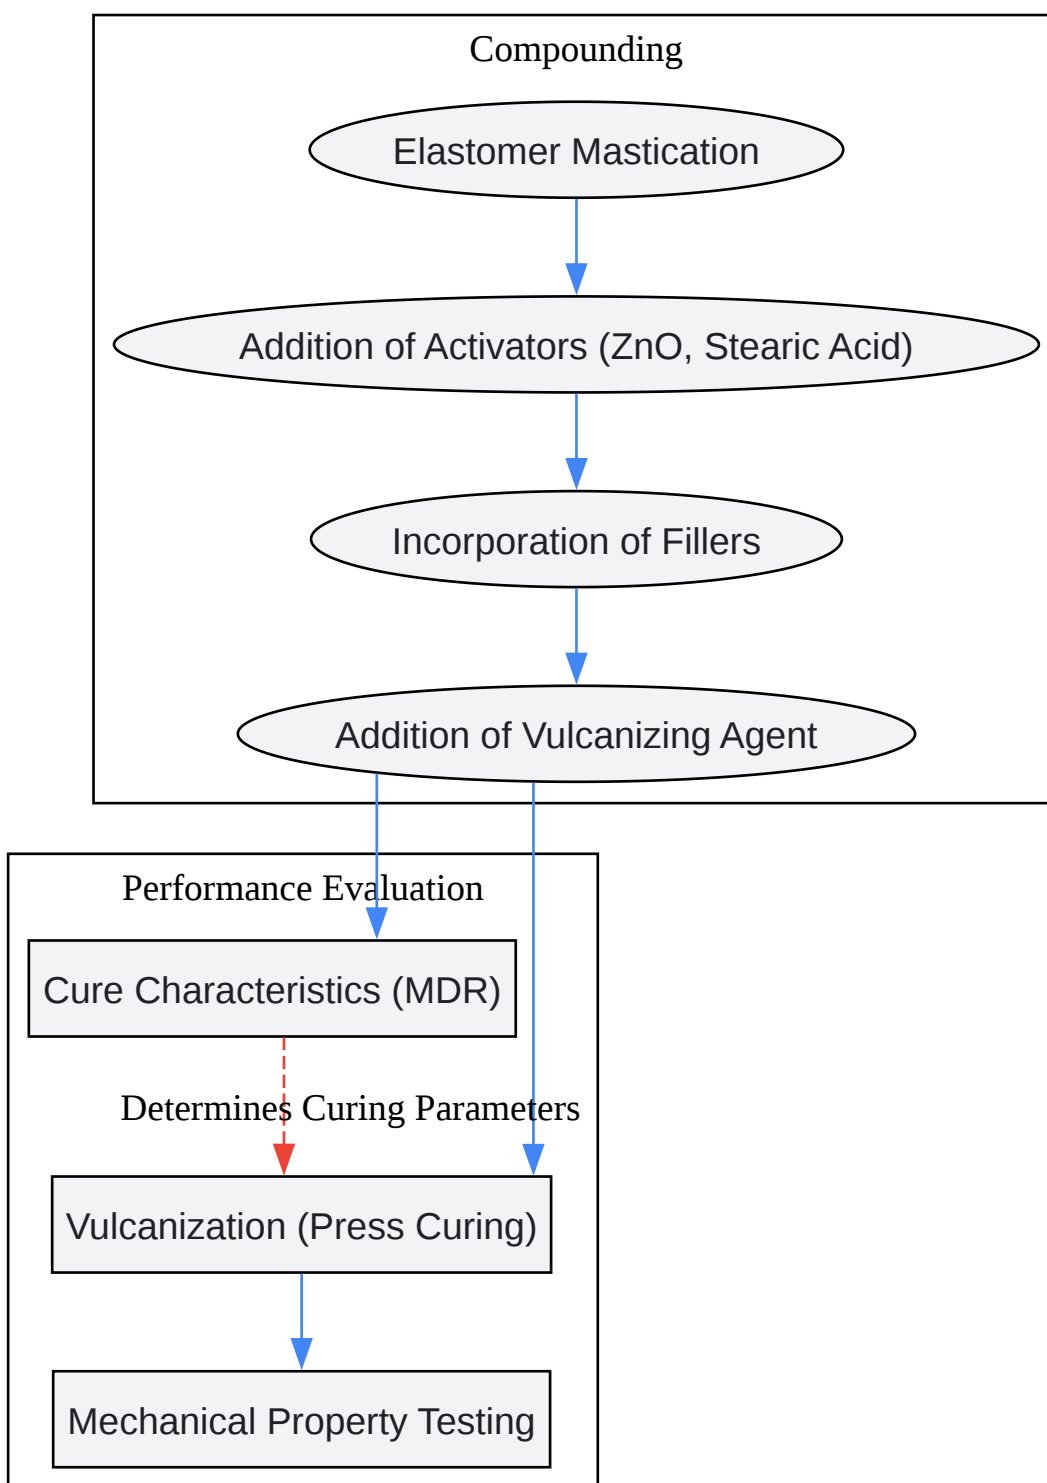 Compounding
Elastomer Mastication
Addition of Activators (ZnO, Stearic Acid)
Incorporation of Fillers
Addition of Vulcanizing Agent
Performance Evaluation
Cure Characteristics (MDR)
Determines Curing Parameters
Vulcanization (Press Curing)
Mechanical Property Testing